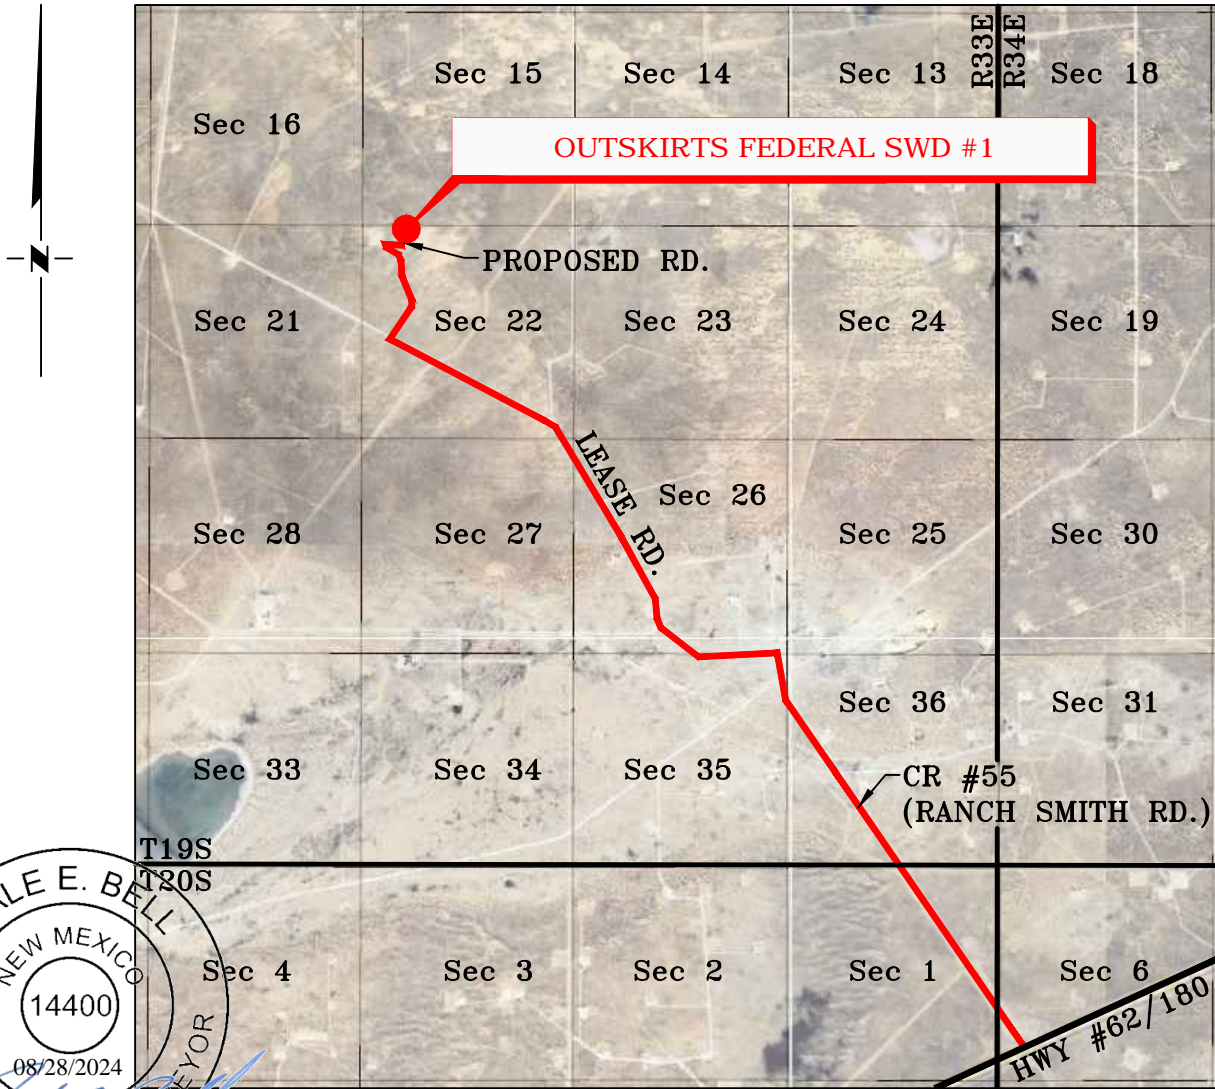 R33E
R34E
Sec 15
Sec 14
Sec 13
Sec 18
Sec 16
OUTSKIRTS FEDERAL SWD #1
N
PROPOSED RD.
Sec 21
Sec 22
Sec 23
Sec 24
Sec 19
LEASE RD.
Sec 26
Sec 28
Sec 27
Sec 25
Sec 30
Sec 36
Sec 31
Sec 33
Sec 34
Sec 35
CR #55
(RANCH SMITH RD.)
T19S
T20S
ALE E. BELL
NEW MEXICO
14400
08/28/2024
EYOR
Sec 4
Sec 3
Sec 2
Sec 1
Sec 6
HWY #62/180